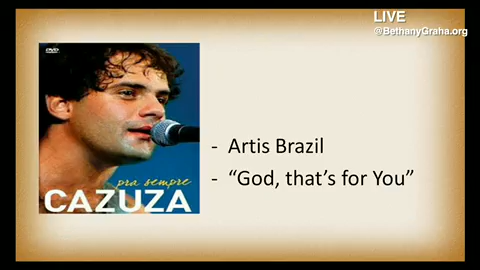 LIVE
@BethanyGraha.org
DVD
pra sempre
CAZUZA
- Artis Brazil
- “God, that’s for You”